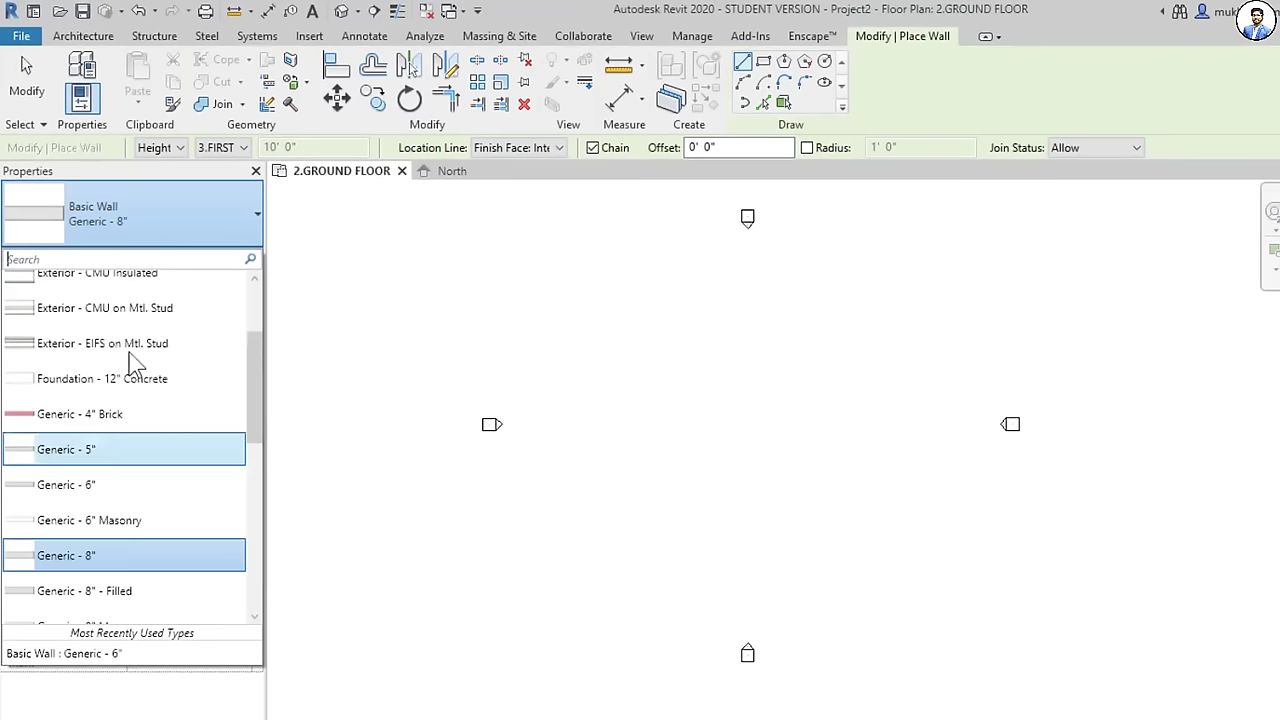 Autodesk Revit 2020 - STUDENT VERSION - Project2 - Floor Plan: 2.GROUND FLOOR
File Architecture Structure Steel Systems Insert Annotate Analyze Massing & Site Collaborate View Manage Add-Ins Enscape™ Modify | Place Wall
Modify Paste Cope Cut Join
Select Properties Clipboard Geometry Modify View Measure Create Draw
Modify | Place Wall Height 3.FIRST 10' 0" Location Line: Finish Face: Inte Chain Offset: 0' 0" Radius: 1' 0" Join Status: Allow
Properties 2.GROUND FLOOR North
Basic Wall
Generic - 8"
Search
Exterior - CMU Insulated
Exterior - CMU on Mtl. Stud
Exterior - EIFS on Mtl. Stud
Foundation - 12" Concrete
Generic - 4" Brick
Generic - 5"
Generic - 6"
Generic - 6" Masonry
Generic - 8"
Generic - 8" - Filled
Most Recently Used Types
Basic Wall : Generic - 6"